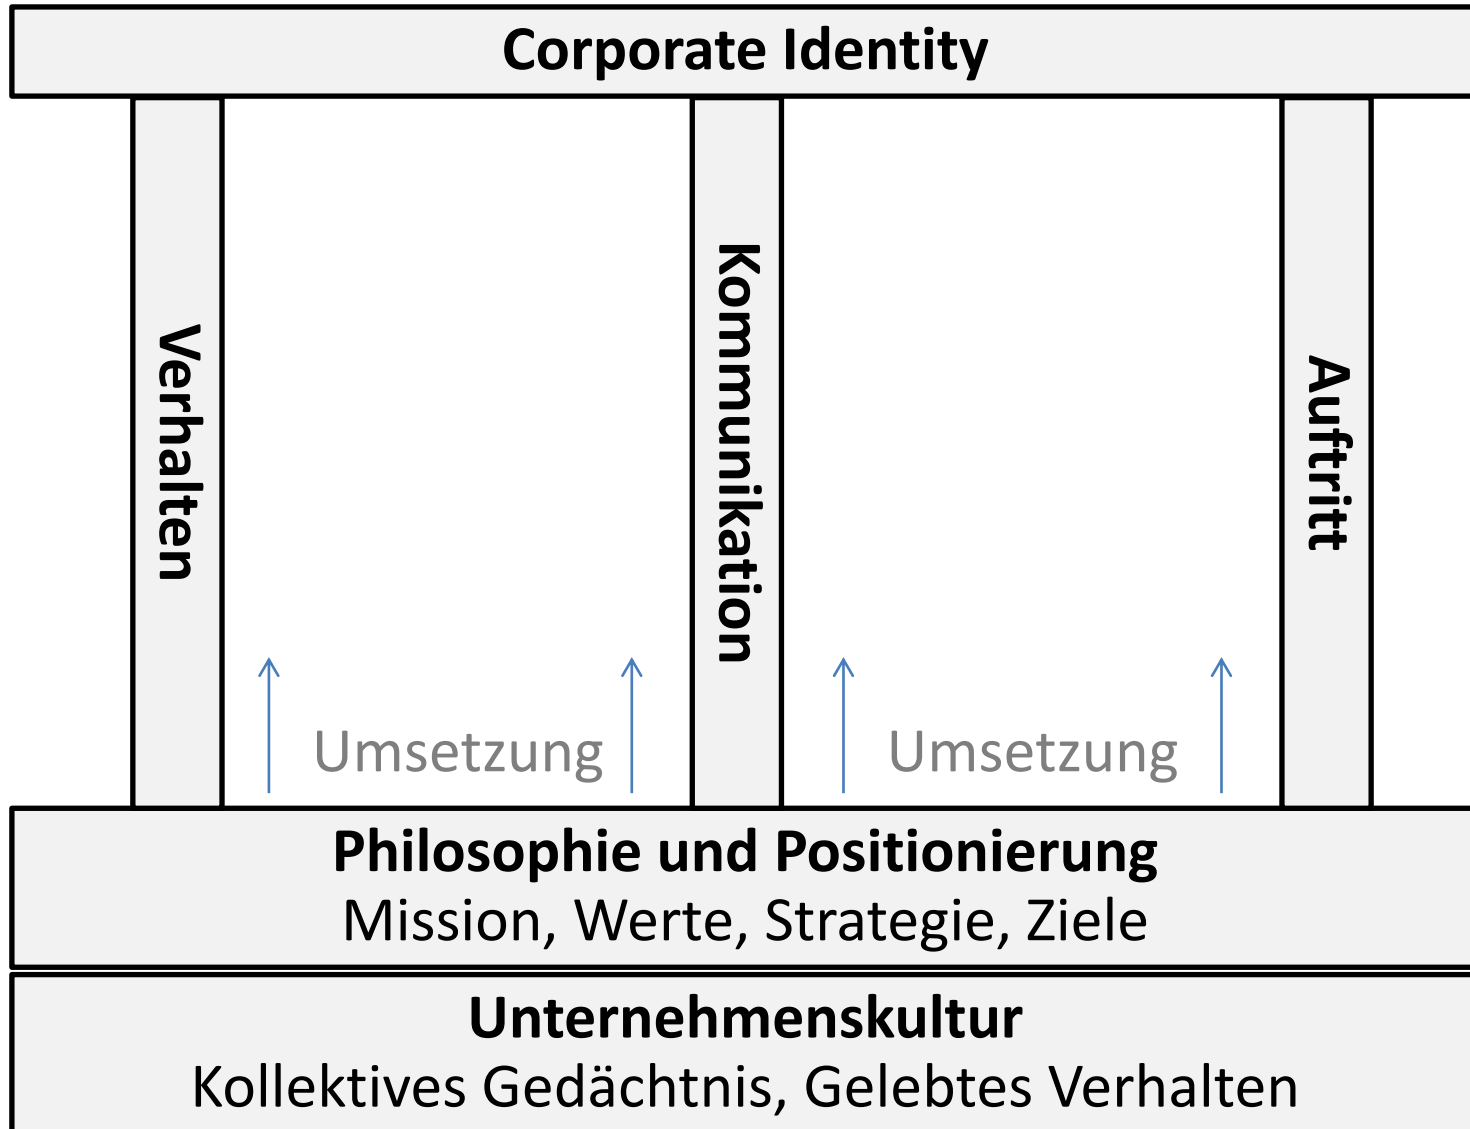 Corporate Identity
Verhalten
Kommunikation
Auftritt
Umsetzung
Umsetzung
Philosophie und Positionierung
Mission, Werte, Strategie, Ziele
Unternehmenskultur
Kollektives Gedächtnis, Gelebtes Verhalten